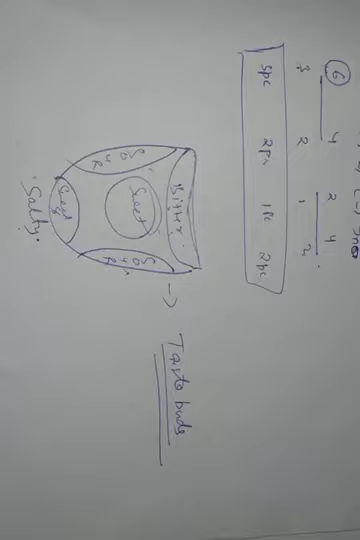 6 4 2 4
3 2 1 2
5pc 2pc 1pc 2pc
Bitter → Taste buds
SOUR Sweet SOUR
Sweet
Salty